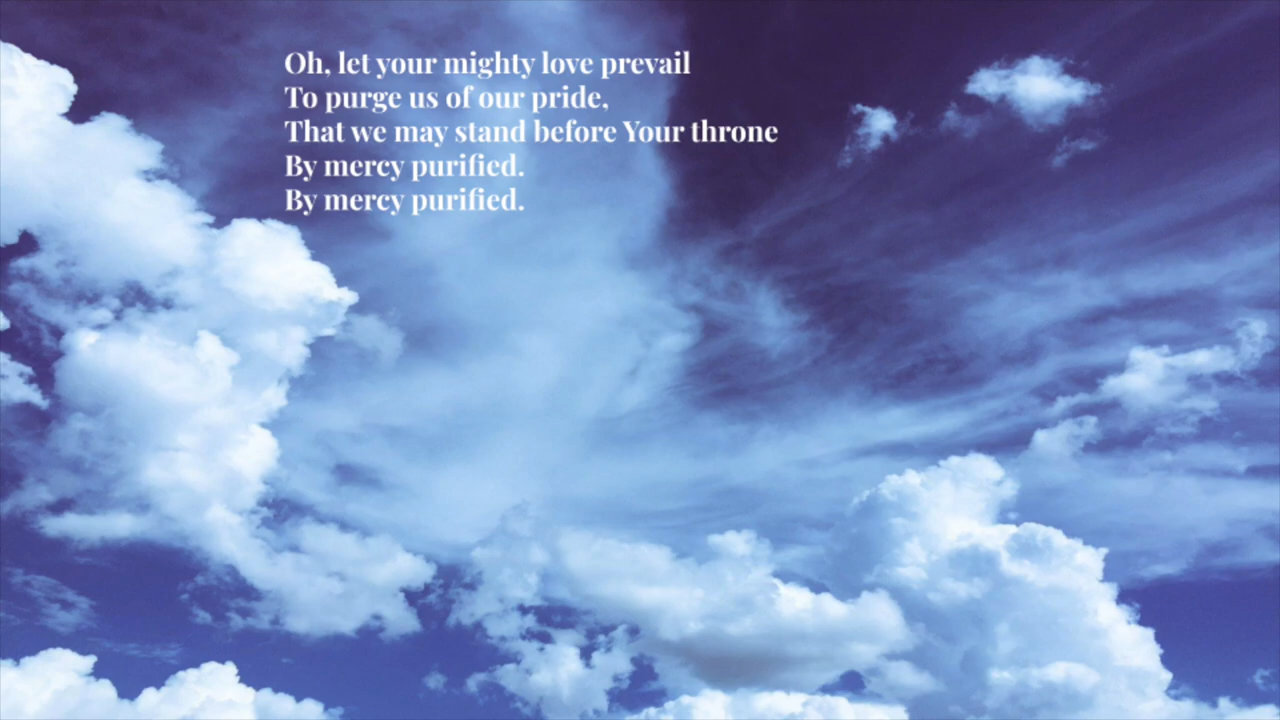 Oh, let your mighty love prevail
To purge us of our pride,
That we may stand before Your throne
By mercy purified.
By mercy purified.